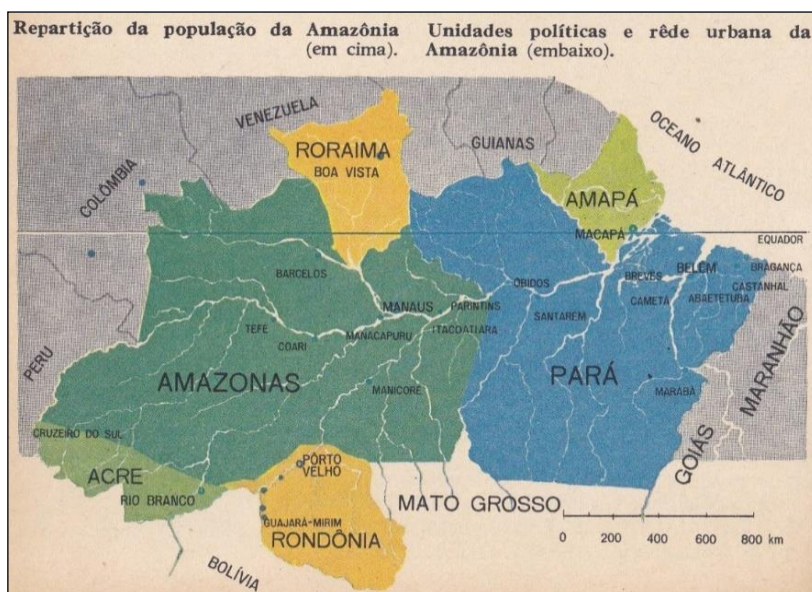 Repartição da população da Amazônia (em cima).
Unidades políticas e rêde urbana da Amazônia (embaixo).
VENEZUELA
GUIANAS
OCEANO ATLÂNTICO
COLÔMBIA
RORAIMA
BOA VISTA
AMAPÁ
MACAPÁ
EQUADOR
BARCELOS
ÓBIDOS
BREVES
BELÉM
BRAGANÇA
CASTANHAL
MANAUS
PARINTINS
SANTAREM
CAMETÁ
ABAETETUBA
TEFE
COARI
MANACAPURU
ITACOATIARA
PERU
AMAZONAS
MANICORÉ
PARÁ
MARABÁ
MARANHÃO
GOIÁS
CRUZEIRO DO SUL
ACRE
RIO BRANCO
PÔRTO VELHO
GUAJARÁ-MIRIM
RONDÔNIA
MATO GROSSO
BOLÍVIA
0 200 400 600 800 km